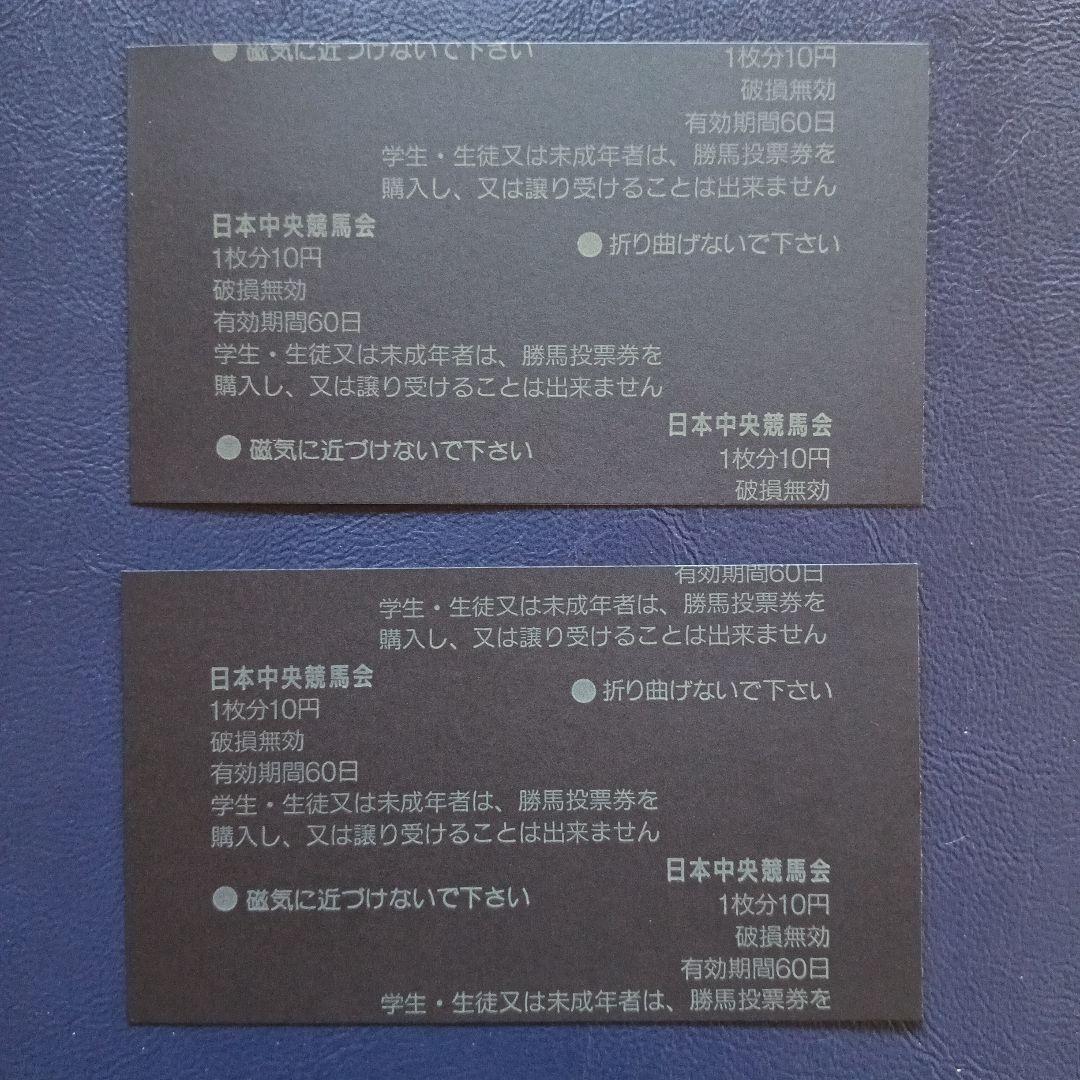 ●磁気に近づけないで下さい
1枚分10円
破損無効
有効期間60日
学生・生徒又は未成年者は、勝馬投票券を
購入し、又は譲り受けることは出来ません
日本中央競馬会
1枚分10円
破損無効
有効期間60日
学生・生徒又は未成年者は、勝馬投票券を
購入し、又は譲り受けることは出来ません
●折り曲げないで下さい
●磁気に近づけないで下さい
日本中央競馬会
1枚分10円
破損無効
有効期間60日
学生・生徒又は未成年者は、勝馬投票券を
購入し、又は譲り受けることは出来ません
日本中央競馬会
1枚分10円
破損無効
有効期間60日
学生・生徒又は未成年者は、勝馬投票券を
購入し、又は譲り受けることは出来ません
●折り曲げないで下さい
●磁気に近づけないで下さい
日本中央競馬会
1枚分10円
破損無効
有効期間60日
学生・生徒又は未成年者は、勝馬投票券を